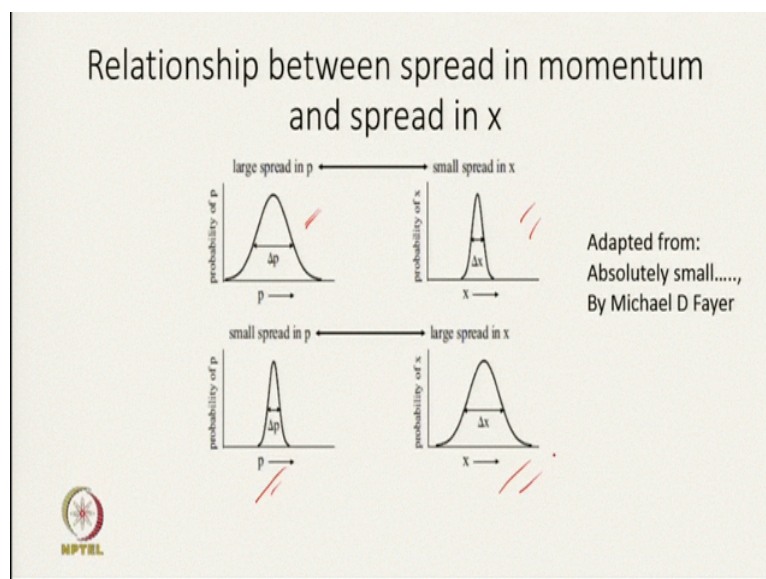 Relationship between spread in momentum
and spread in x
large spread in p
small spread in x
probability of p
Δp
p
probability of x
Δx
x
Adapted from:
Absolutely small.....,
By Michael D Fayer
small spread in p
large spread in x
probability of p
Δp
p
probability of x
Δx
x
NPTEL